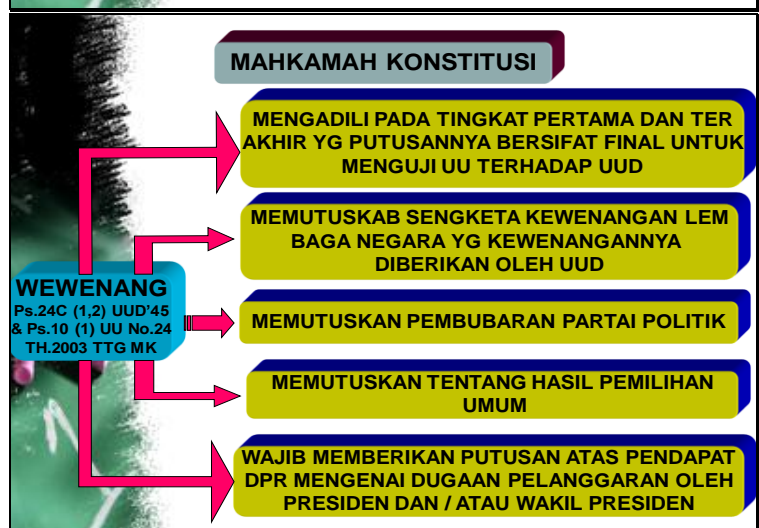 MAHKAMAH KONSTITUSI
MENGADILI PADA TINGKAT PERTAMA DAN TER
AKHIR YG PUTUSANNYA BERSIFAT FINAL UNTUK
MENGUJI UU TERHADAP UUD
MEMUTUSKAB SENGKETA KEWENANGAN LEM
BAGA NEGARA YG KEWENANGANNYA
DIBERIKAN OLEH UUD
WEWENANG
Ps.24C (1,2) UUD'45
& Ps.10 (1) UU No.24
TH.2003 TTG MK
MEMUTUSKAN PEMBUBARAN PARTAI POLITIK
MEMUTUSKAN TENTANG HASIL PEMILIHAN
UMUM
WAJIB MEMBERIKAN PUTUSAN ATAS PENDAPAT
DPR MENGENAI DUGAAN PELANGGARAN OLEH
PRESIDEN DAN / ATAU WAKIL PRESIDEN